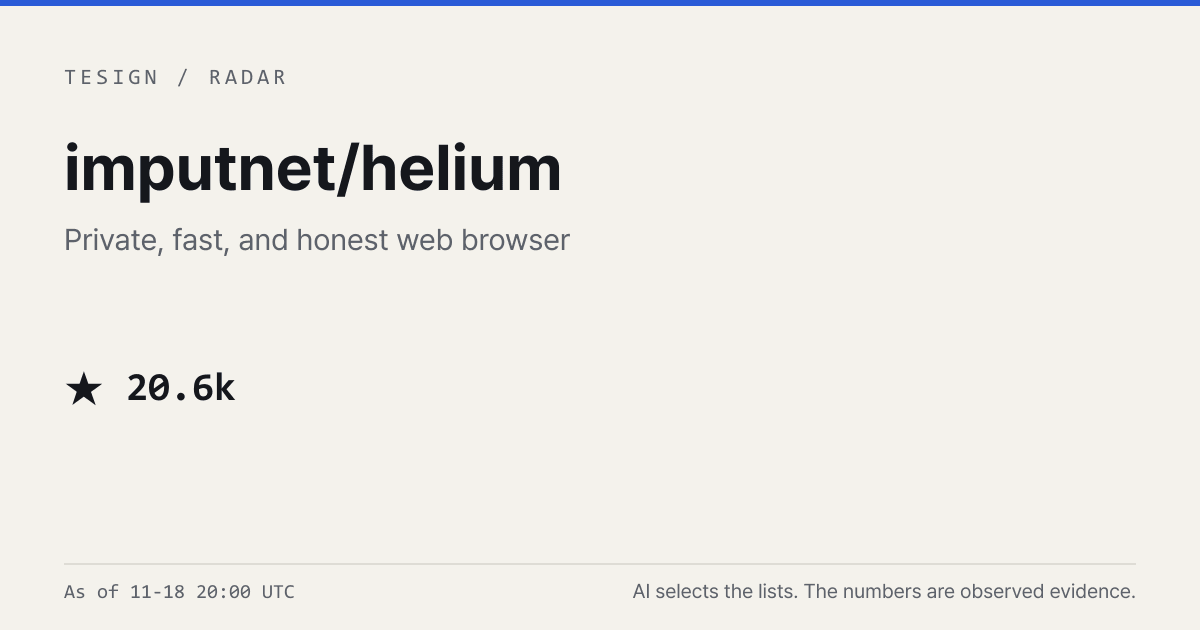 TESIGN / RADAR
imputnet/helium
Private, fast, and honest web browser
★ 20.6k
As of 11-18 20:00 UTC
AI selects the lists. The numbers are observed evidence.